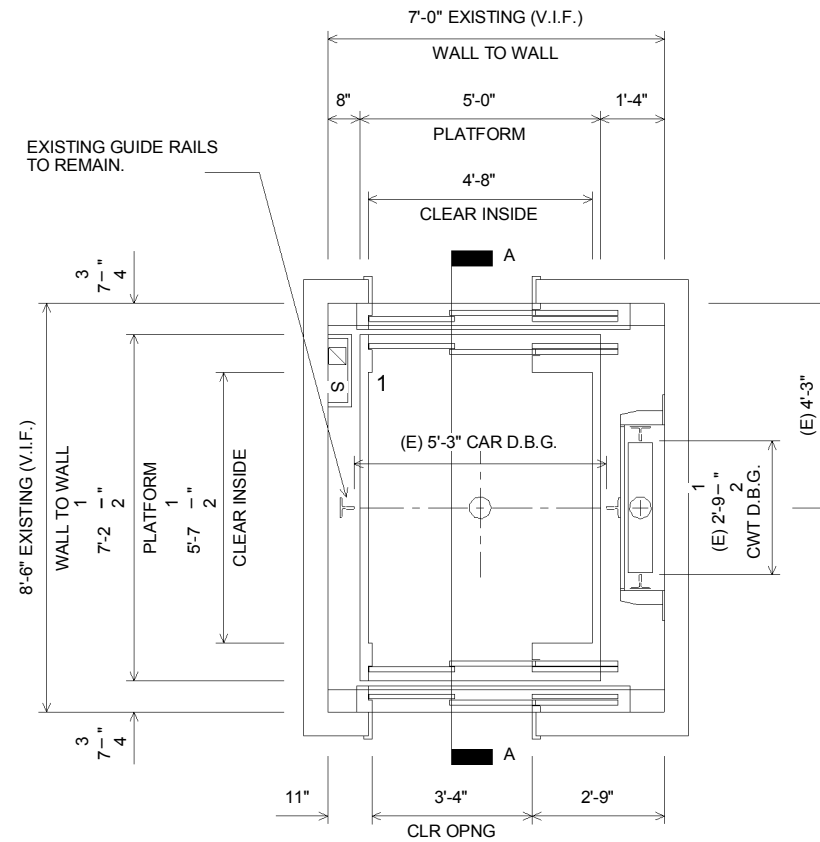 7'-0" EXISTING (V.I.F.)
WALL TO WALL
8"
5'-0"
1'-4"
PLATFORM
EXISTING GUIDE RAILS
TO REMAIN.
4'-8"
CLEAR INSIDE
A
7-3/4"
8'-6" EXISTING (V.I.F.)
WALL TO WALL
7'-2 1/2"
PLATFORM
5'-7 1/2"
CLEAR INSIDE
S
1
(E) 5'-3" CAR D.B.G.
(E) 2'-9-1/2"
CWT D.B.G.
(E) 4'-3"
7-3/4"
A
11"
3'-4"
2'-9"
CLR OPNG